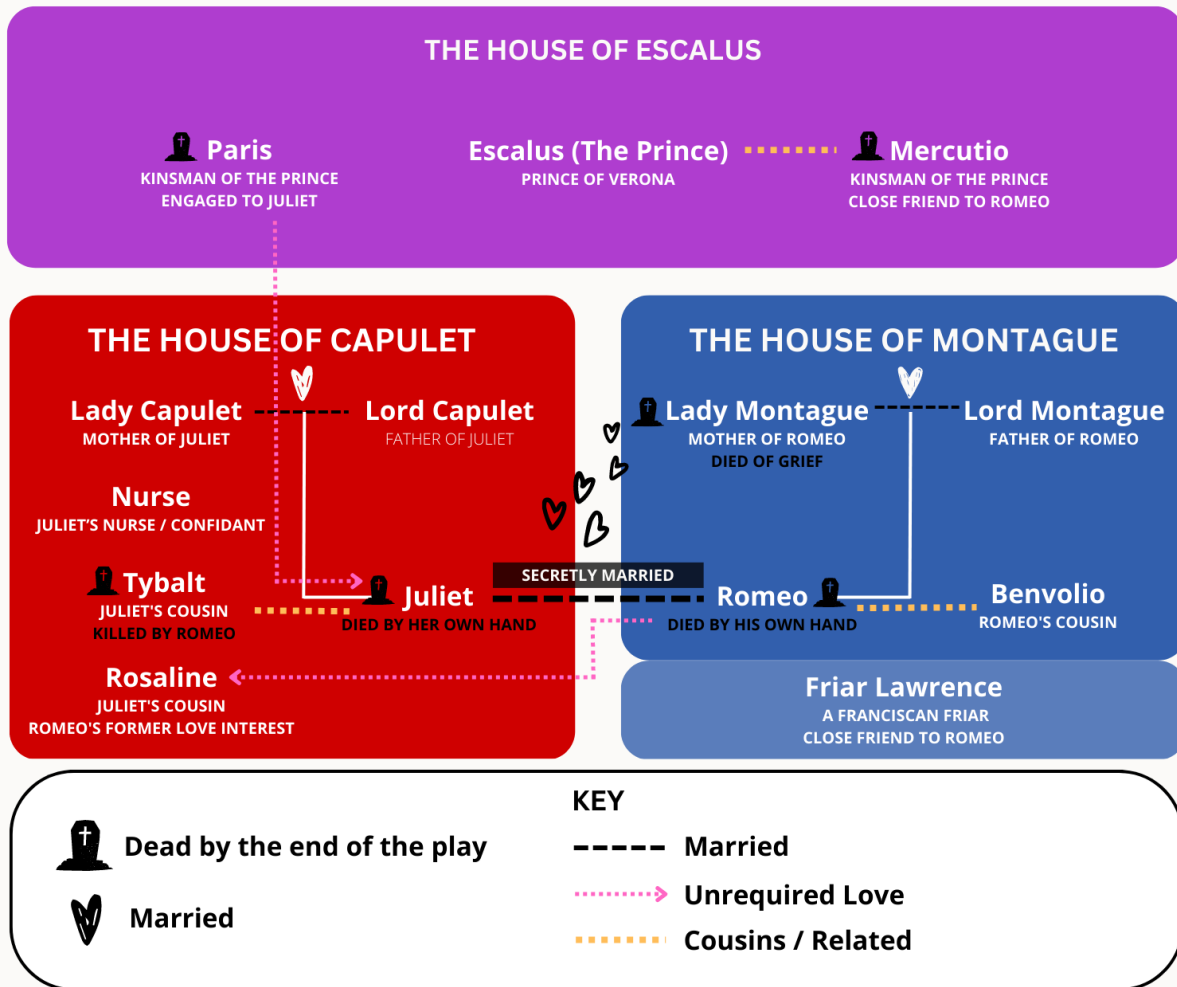 THE HOUSE OF ESCALUS
Paris
KINSMAN OF THE PRINCE
ENGAGED TO JULIET
Escalus (The Prince)
PRINCE OF VERONA
Mercutio
KINSMAN OF THE PRINCE
CLOSE FRIEND TO ROMEO
THE HOUSE OF CAPULET
Lady Capulet
MOTHER OF JULIET
Lord Capulet
FATHER OF JULIET
Nurse
JULIET'S NURSE / CONFIDANT
Tybalt
JULIET'S COUSIN
KILLED BY ROMEO
Juliet
DIED BY HER OWN HAND
Rosaline
JULIET'S COUSIN
ROMEO'S FORMER LOVE INTEREST
SECRETLY MARRIED
THE HOUSE OF MONTAGUE
Lady Montague
MOTHER OF ROMEO
DIED OF GRIEF
Lord Montague
FATHER OF ROMEO
Romeo
DIED BY HIS OWN HAND
Benvolio
ROMEO'S COUSIN
Friar Lawrence
A FRANCISCAN FRIAR
CLOSE FRIEND TO ROMEO
KEY
Dead by the end of the play
Married
Married
Unrequired Love
Cousins / Related